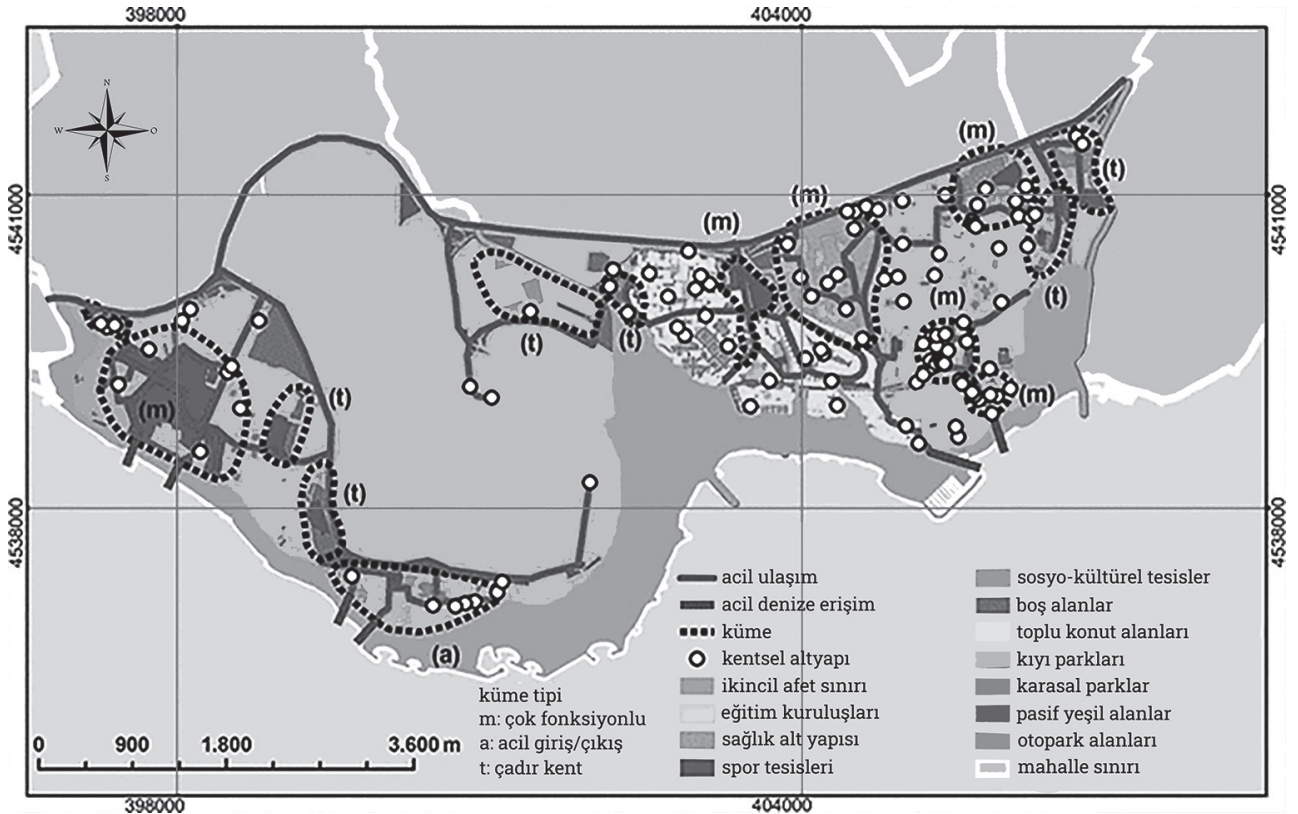 398000
404000
4541000
4541000
4538000
4538000
N
W
O
S
(m)
(t)
(m)
(m)
(t)
(m)
(t)
(t)
(m)
(t)
(m)
(t)
(a)
küme tipi
m: çok fonksiyonlu
a: acil giriş/çıkış
t: çadır kent
acil ulaşım
acil denize erişim
küme
kentsel altyapı
ikincil afet sınırı
eğitim kuruluşları
sağlık alt yapısı
spor tesisleri
sosyo-kültürel tesisler
boş alanlar
toplu konut alanları
kıyı parkları
karasal parklar
pasif yeşil alanlar
otopark alanları
mahalle sınırı
0 900 1.800 3.600 m
398000
404000